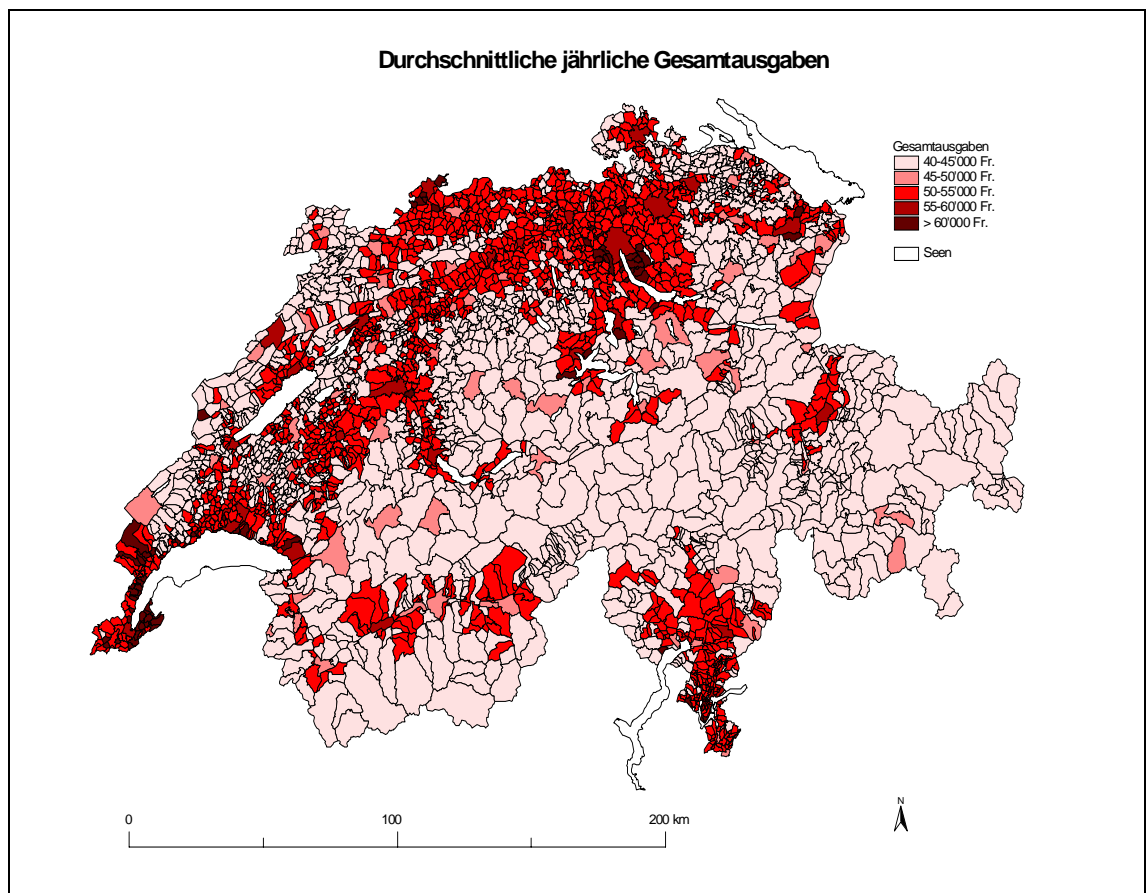 Durchschnittliche jährliche Gesamtausgaben
Gesamtausgaben
40-45'000 Fr.
45-50'000 Fr.
50-55'000 Fr.
55-60'000 Fr.
> 60'000 Fr.
Seen
0 100 200 km
N